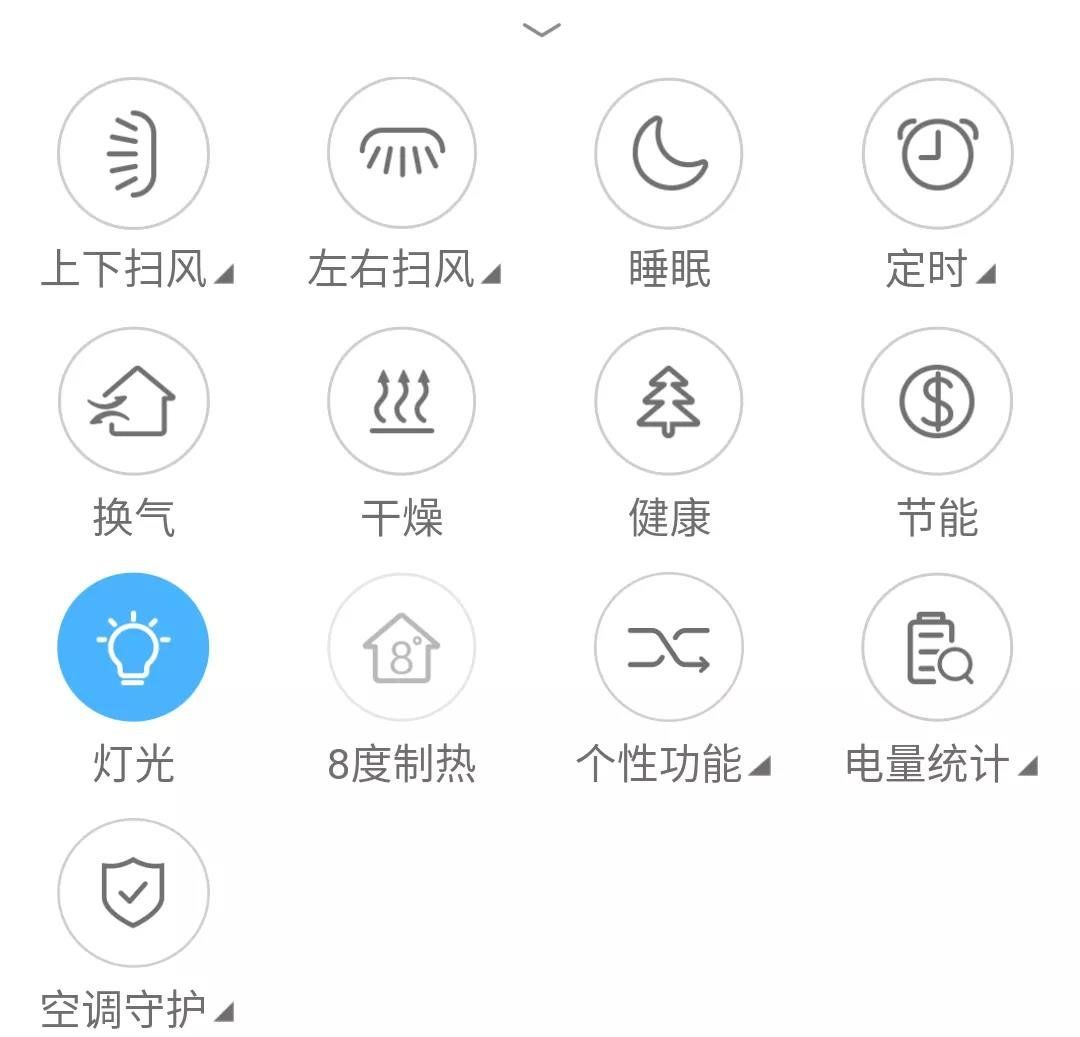 上下扫风 左右扫风 睡眠 定时
换气 干燥 健康 节能
8°
灯光 8度制热 个性功能 电量统计
空调守护